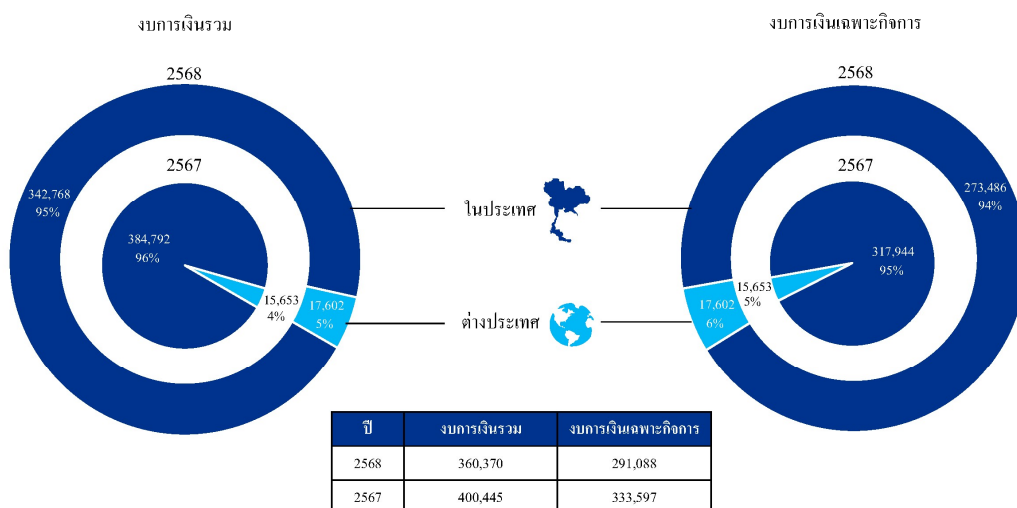 งบการเงินรวม
งบการเงินเฉพาะกิจการ
2568
2568
2567
2567
342,768
95%
384,792
96%
15,653
4%
17,602
5%
ในประเทศ
ต่างประเทศ
273,486
94%
317,944
95%
15,653
5%
17,602
6%
ปี งบการเงินรวม งบการเงินเฉพาะกิจการ
2568 360,370 291,088
2567 400,445 333,597